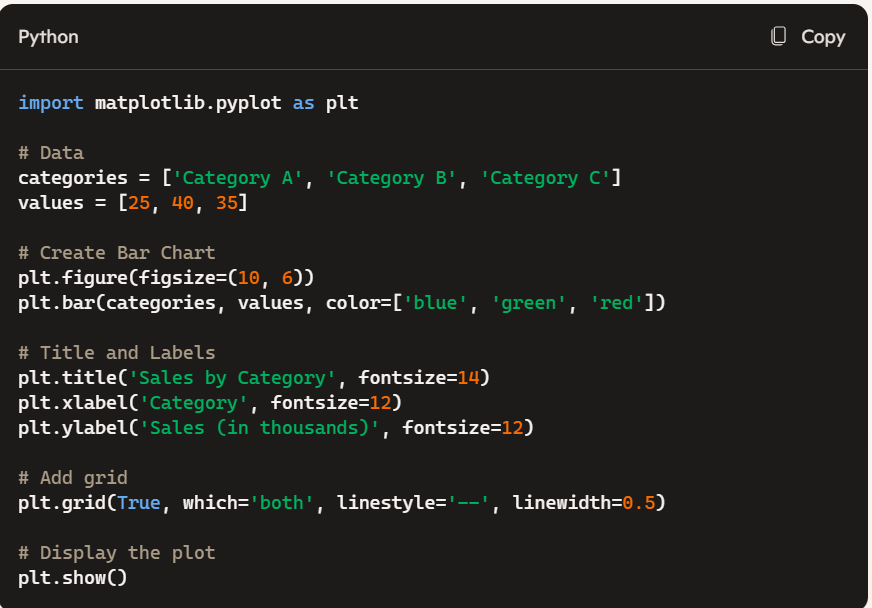 Python
Copy
import matplotlib.pyplot as plt
# Data
categories = ['Category A', 'Category B', 'Category C']
values = [25, 40, 35]
# Create Bar Chart
plt.figure(figsize=(10, 6))
plt.bar(categories, values, color=['blue', 'green', 'red'])
# Title and Labels
plt.title('Sales by Category', fontsize=14)
plt.xlabel('Category', fontsize=12)
plt.ylabel('Sales (in thousands)', fontsize=12)
# Add grid
plt.grid(True, which='both', linestyle='--', linewidth=0.5)
# Display the plot
plt.show()